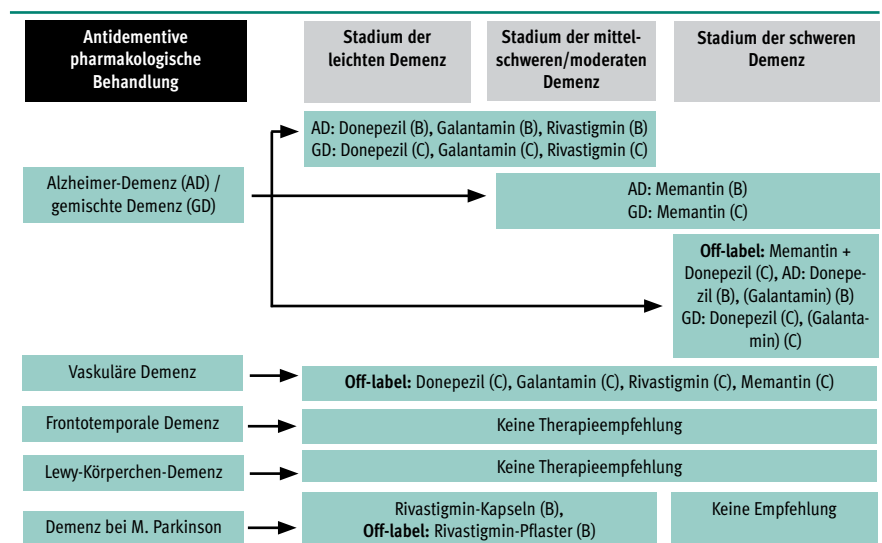 Antidementive
pharmakologische
Behandlung
Stadium der
leichten Demenz
Stadium der mittel-
schweren/moderaten
Demenz
Stadium der schweren
Demenz
Alzheimer-Demenz (AD) /
gemischte Demenz (GD)
AD: Donepezil (B), Galantamin (B), Rivastigmin (B)
GD: Donepezil (C), Galantamin (C), Rivastigmin (C)
AD: Memantin (B)
GD: Memantin (C)
Off-label: Memantin +
Donepezil (C), AD: Donepe-
zil (B), (Galantamin) (B)
GD: Donepezil (C), (Galanta-
min) (C)
Vaskuläre Demenz
Off-label: Donepezil (C), Galantamin (C), Rivastigmin (C), Memantin (C)
Frontotemporale Demenz
Keine Therapieempfehlung
Lewy-Körperchen-Demenz
Keine Therapieempfehlung
Demenz bei M. Parkinson
Rivastigmin-Kapseln (B),
Off-label: Rivastigmin-Pflaster (B)
Keine Empfehlung